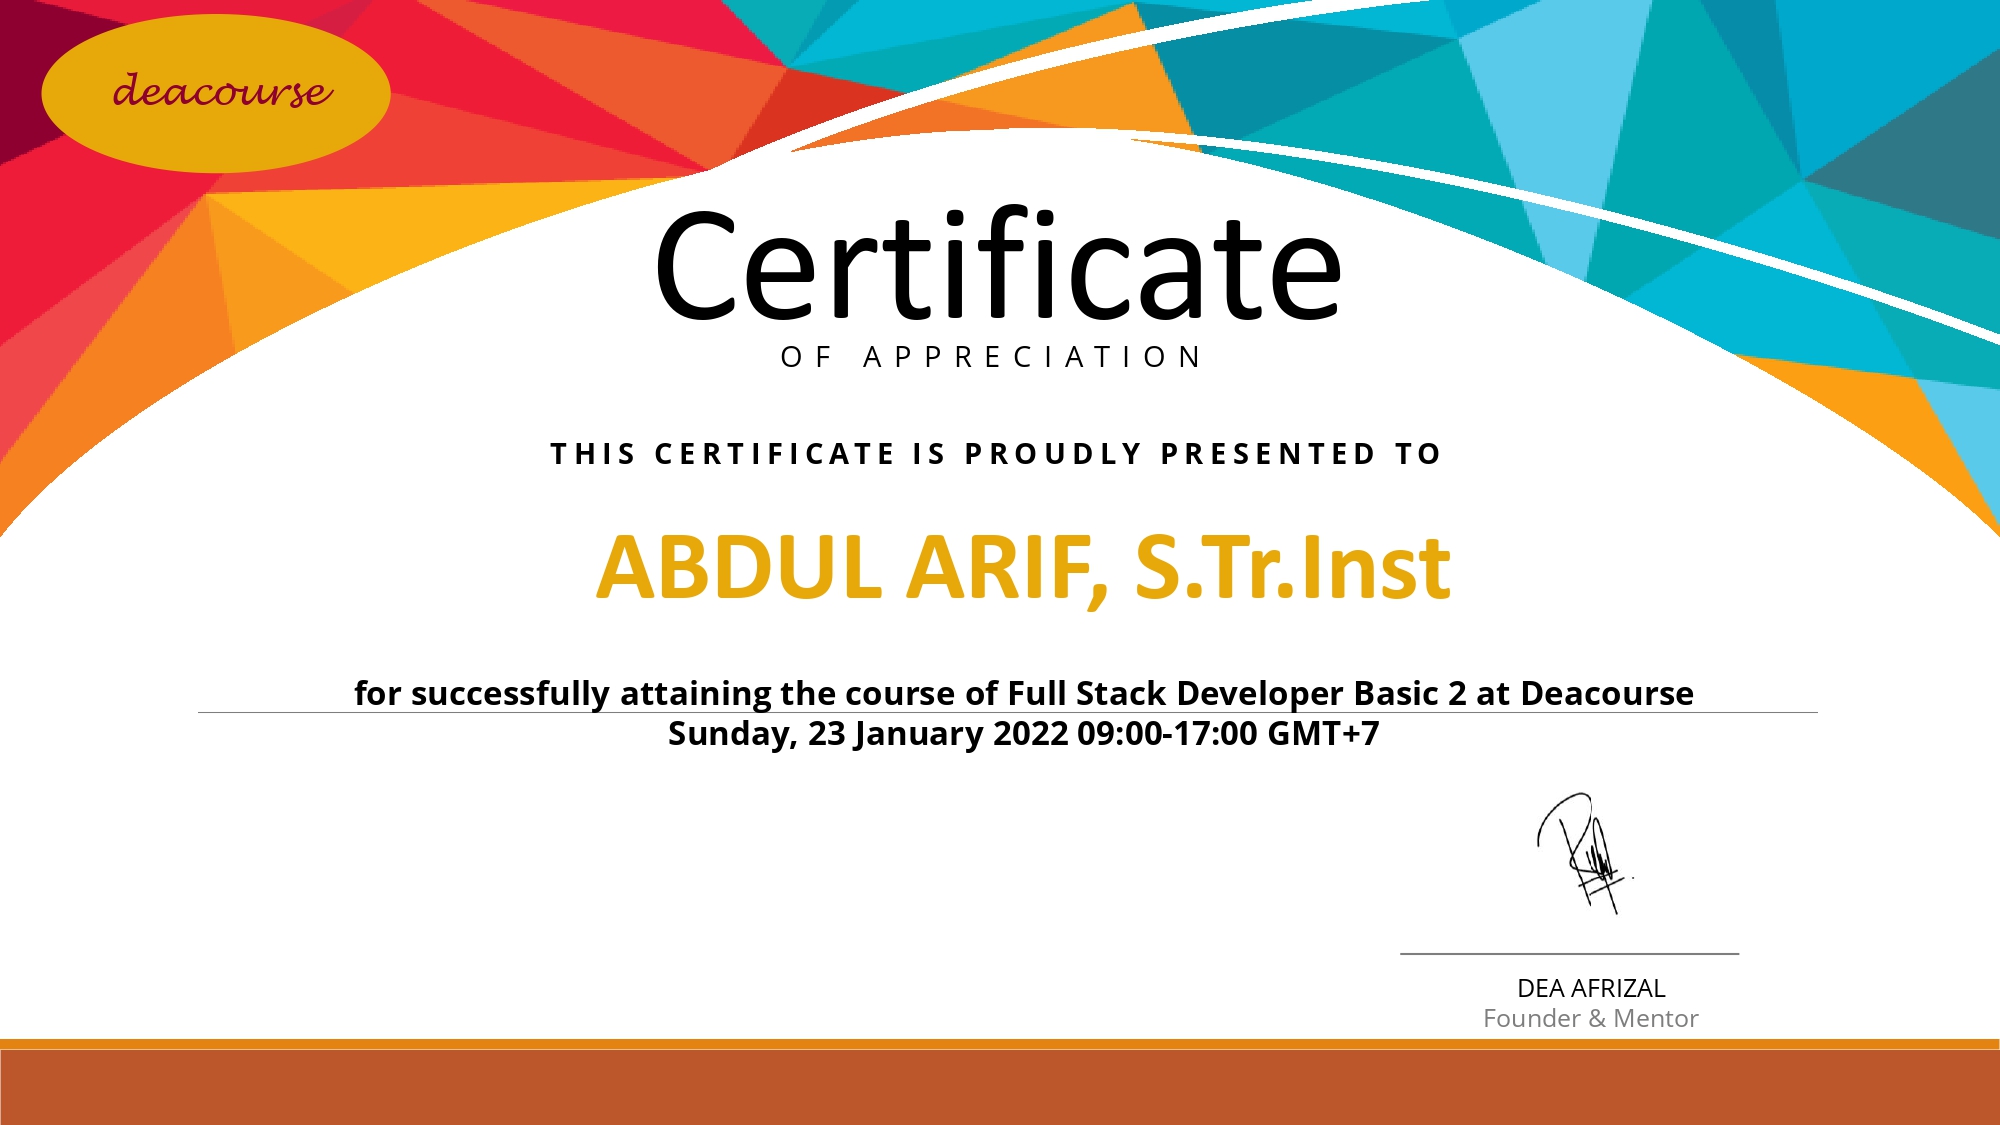 deacourse
Certificate
OF APPRECIATION
THIS CERTIFICATE IS PROUDLY PRESENTED TO
ABDUL ARIF, S.Tr.Inst
for successfully attaining the course of Full Stack Developer Basic 2 at Deacourse
Sunday, 23 January 2022 09:00-17:00 GMT+7
DEA AFRIZAL
Founder & Mentor